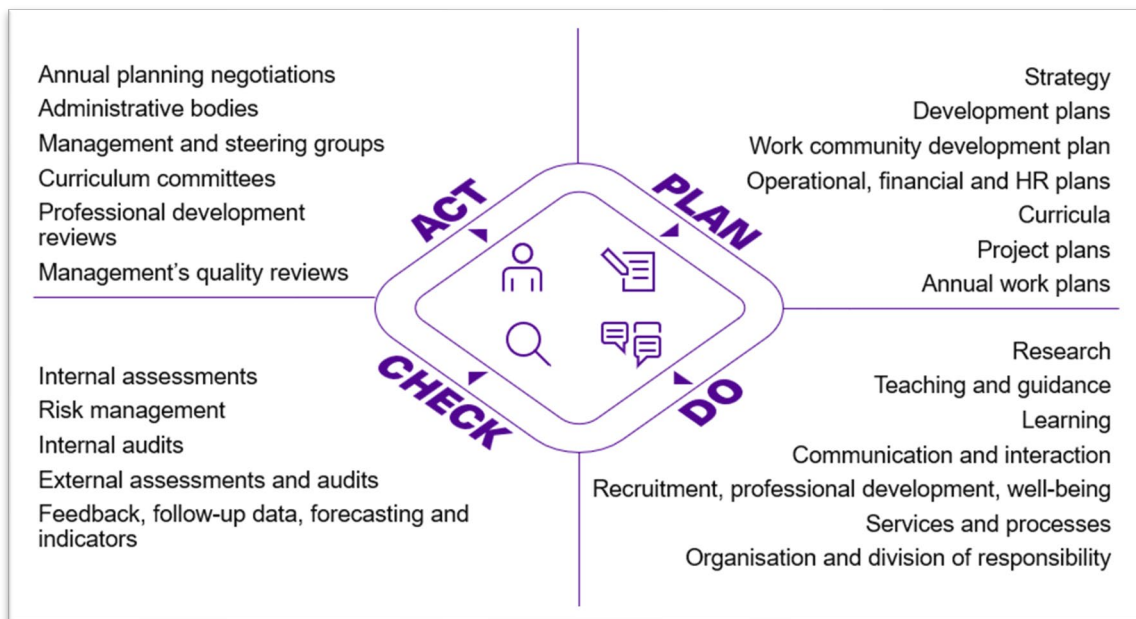 Annual planning negotiations
Administrative bodies
Management and steering groups
Curriculum committees
Professional development
reviews
Management's quality reviews
Strategy
Development plans
Work community development plan
Operational, financial and HR plans
Curricula
Project plans
Annual work plans
ACT
PLAN
CHECK
DO
Internal assessments
Risk management
Internal audits
External assessments and audits
Feedback, follow-up data, forecasting and
indicators
Research
Teaching and guidance
Learning
Communication and interaction
Recruitment, professional development, well-being
Services and processes
Organisation and division of responsibility